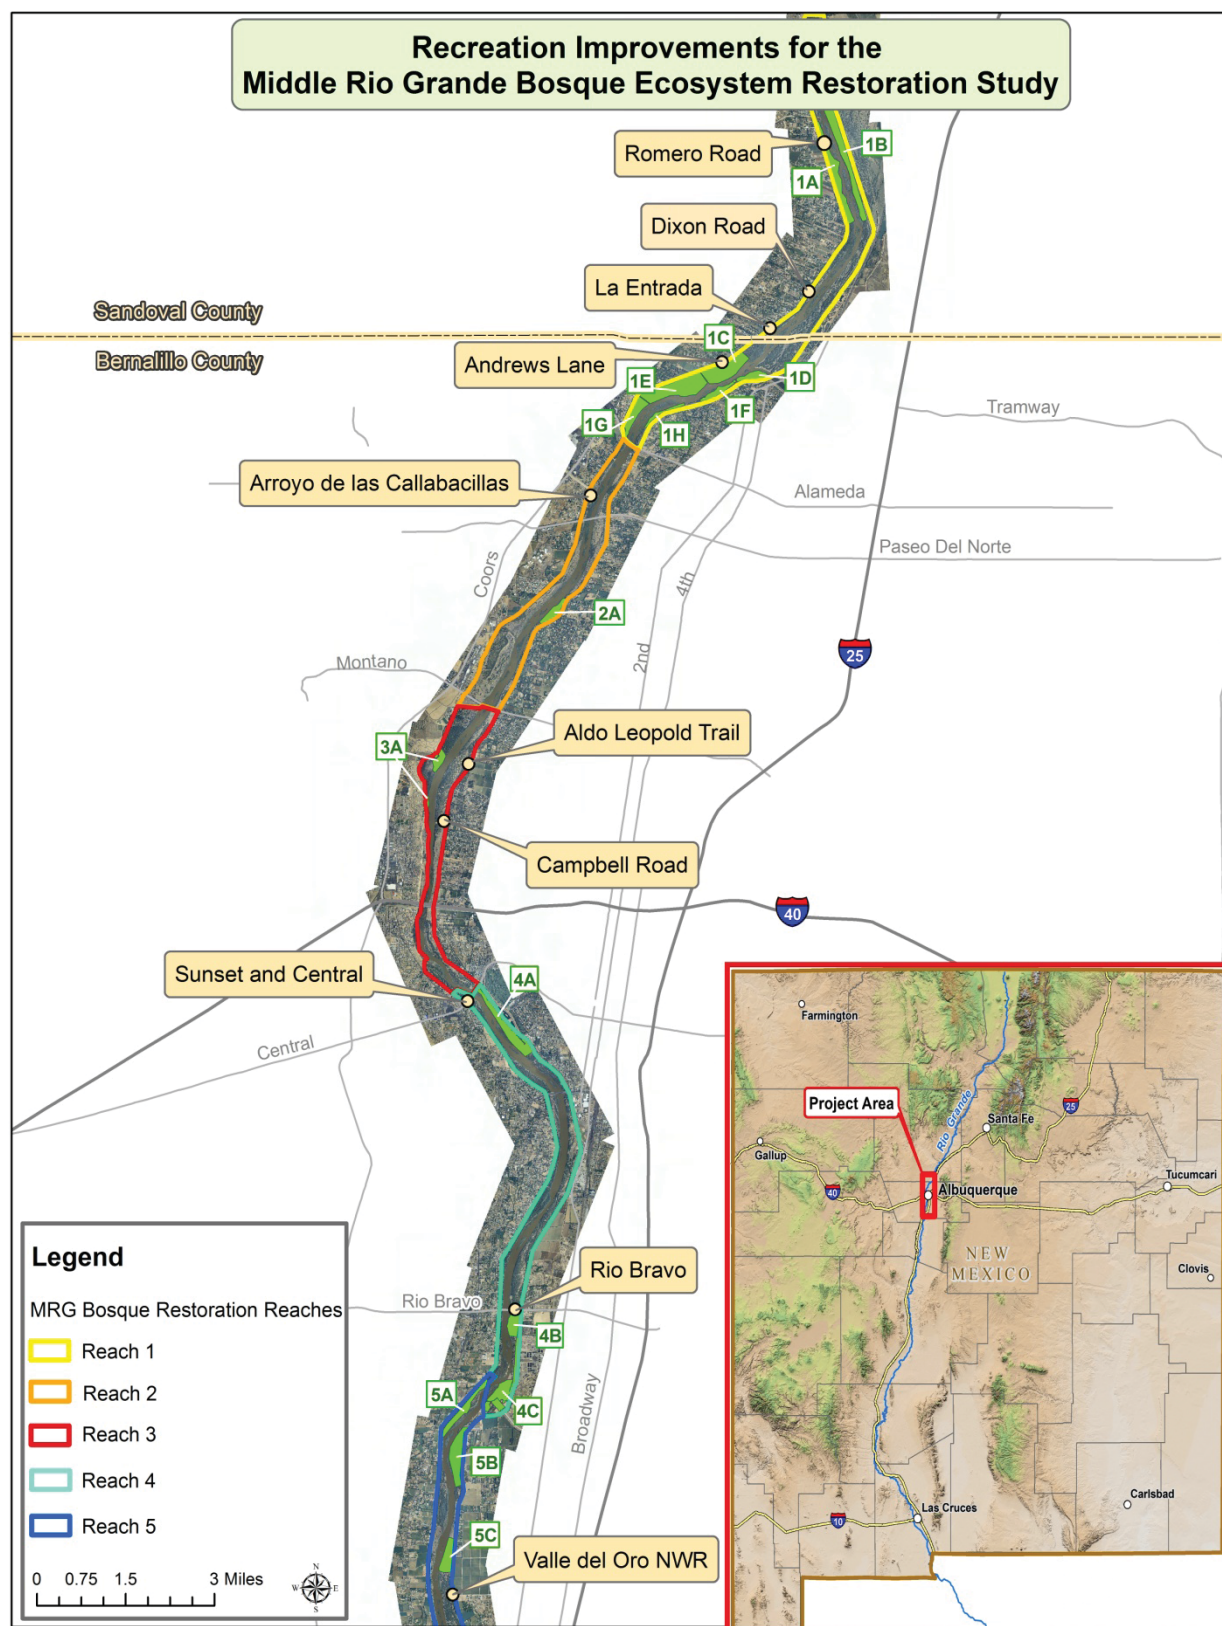 Recreation Improvements for the
Middle Rio Grande Bosque Ecosystem Restoration Study
Romero Road
1B
1A
Dixon Road
La Entrada
Sandoval County
Bernalillo County
1C
Andrews Lane
1E
1D
1F
1G
1H
Tramway
Arroyo de las Callabacillas
Alameda
Paseo Del Norte
Coors
4th
2A
2nd
25
Montano
Aldo Leopold Trail
3A
Campbell Road
40
Sunset and Central
4A
Central
Rio Bravo
Rio Bravo
4B
5A
4C
Broadway
5B
5C
Valle del Oro NWR
Legend
MRG Bosque Restoration Reaches
Reach 1
Reach 2
Reach 3
Reach 4
Reach 5
0 0.75 1.5 3 Miles
N
W E
S
Farmington
Project Area
Rio Grande
25
Santa Fe
Gallup
Tucumcari
40
Albuquerque
NEW
MEXICO
Clovis
Carlsbad
Las Cruces
10